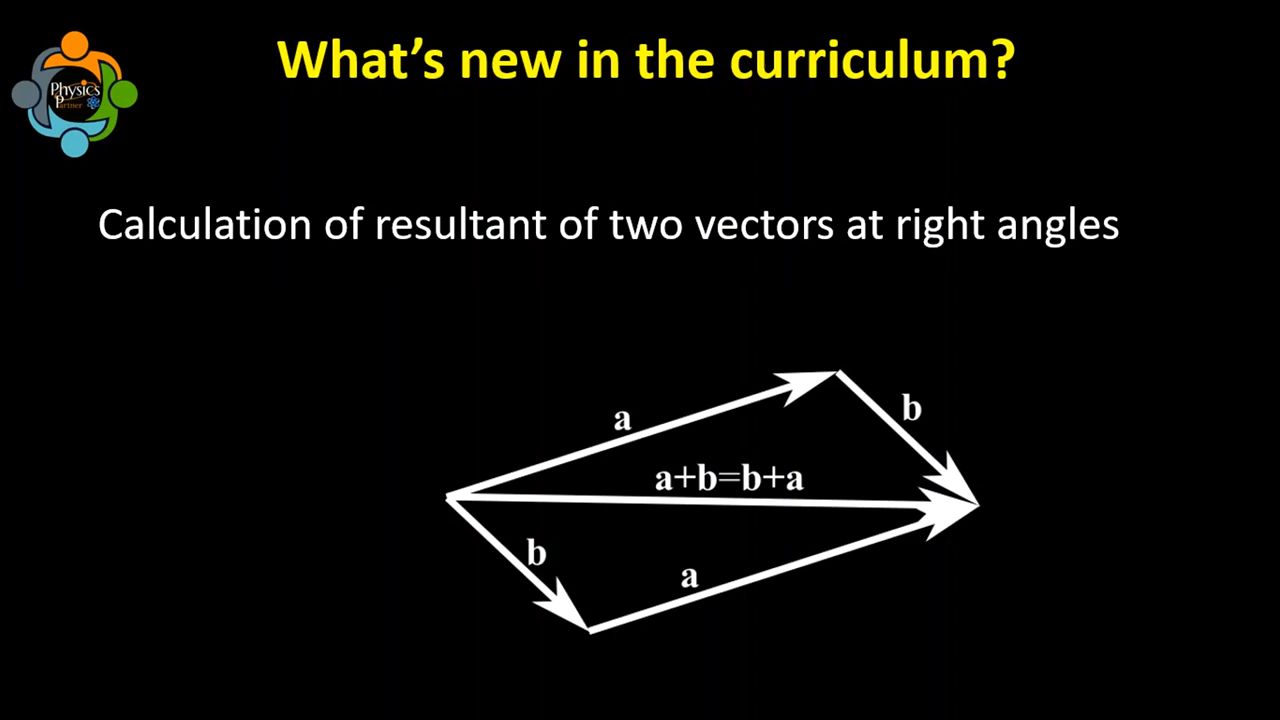 What's new in the curriculum?
Physics
Partner
Calculation of resultant of two vectors at right angles
a
b
a+b=b+a
b
a